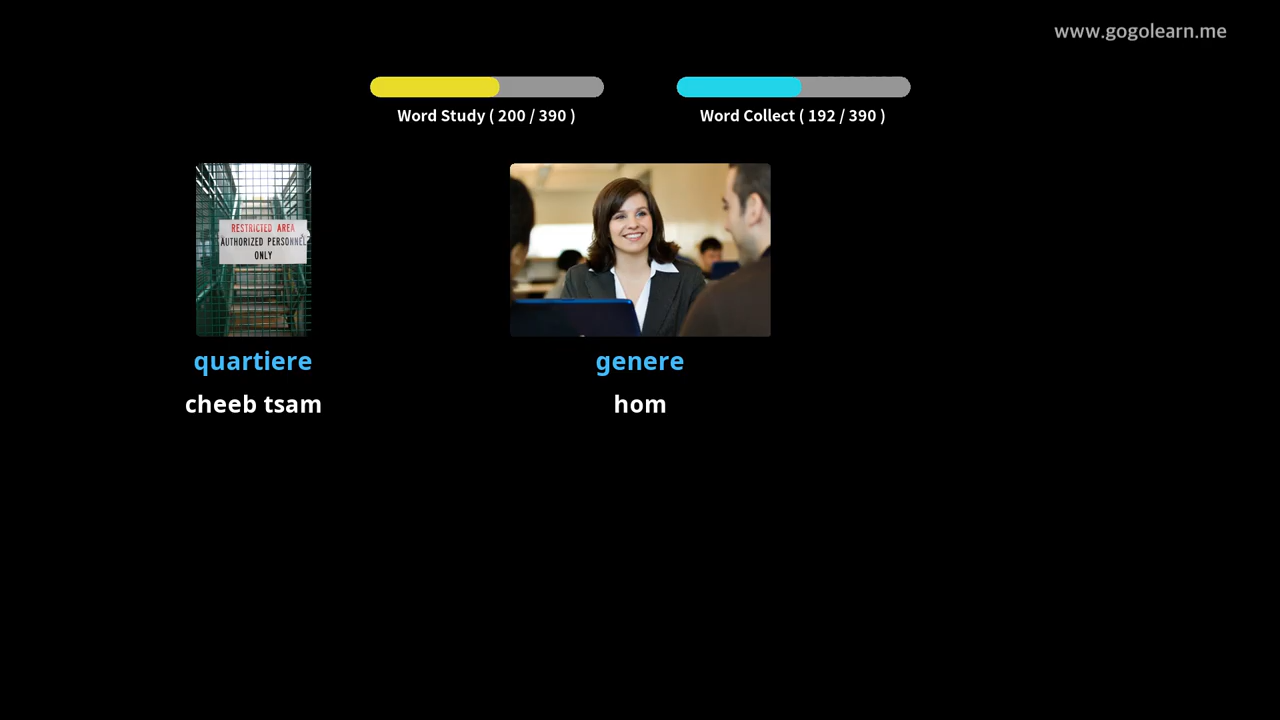 www.gogolearn.me
Word Study ( 200 / 390 )
Word Collect ( 192 / 390 )
RESTRICTED AREA
AUTHORIZED PERSONNEL
ONLY
quartiere
genere
cheeb tsam
hom